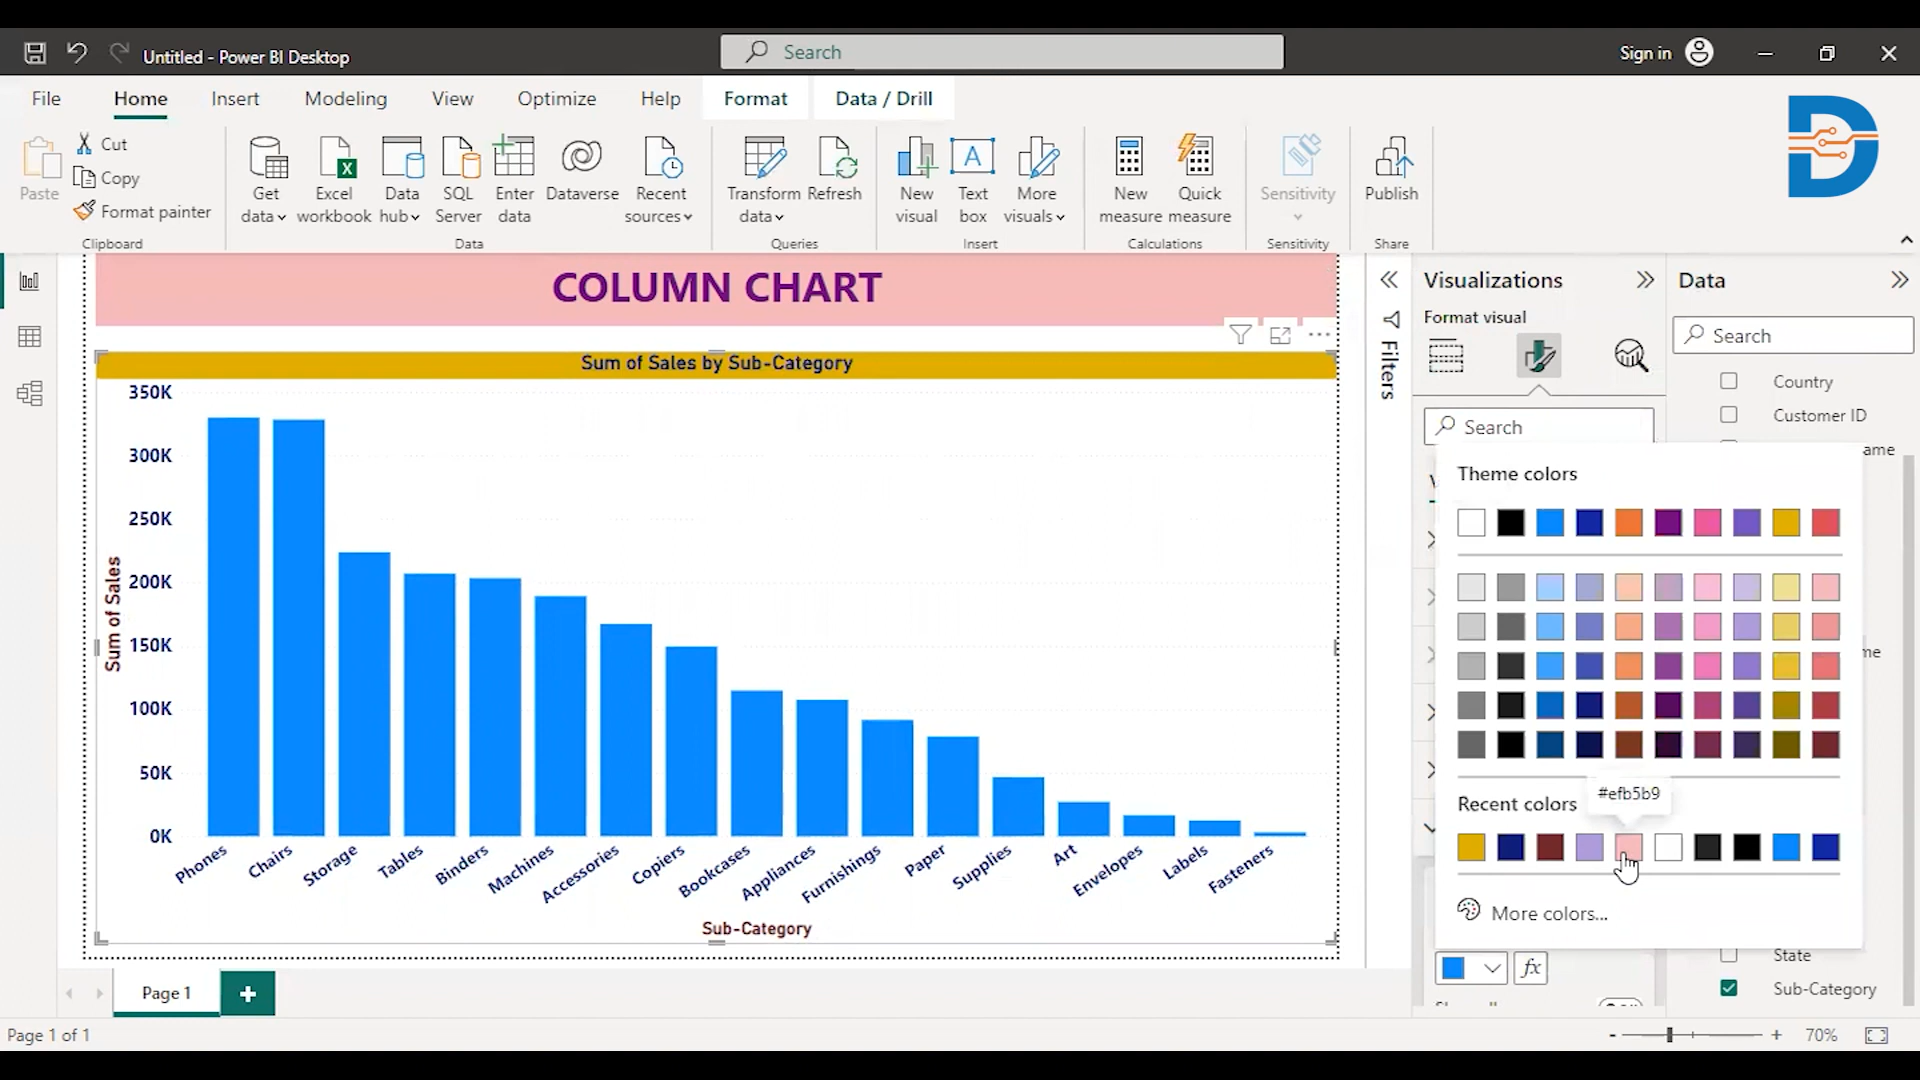 Untitled - Power BI Desktop
Search
Sign in
File Home Insert Modeling View Optimize Help Format Data / Drill
Paste
Cut
Copy
Format painter
Clipboard
Get data
Excel workbook
Data hub
SQL Server
Enter data
Dataverse
Recent sources
Data
Transform data
Refresh
Queries
New visual
Text box
More visuals
Insert
New measure
Quick measure
Calculations
Sensitivity
Sensitivity
Publish
Share
COLUMN CHART
Sum of Sales by Sub-Category
Sum of Sales
350K
300K
250K
200K
150K
100K
50K
0K
Phones Chairs Storage Tables Binders Machines Accessories Copiers Bookcases Appliances Furnishings Paper Supplies Art Envelopes Labels Fasteners
Sub-Category
Filters
Visualizations
Format visual
Search
Theme colors
Recent colors
#efb5b9
More colors...
fx
Data
Search
Country
Customer ID
ame
me
State
Sub-Category
Page 1
Page 1 of 1
- + 70%